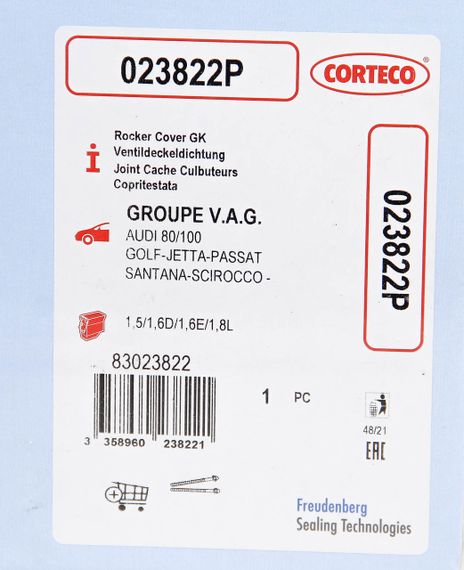 023822P
CORTECO®
Rocker Cover GK
Ventildeckeldichtung
Joint Cache Culbuteurs
Copritestata
023822P
GROUPE V.A.G.
AUDI 80/100
GOLF-JETTA-PASSAT
SANTANA-SCIROCCO -
1,5/1,6D/1,6E/1,8L
83023822
3 358960 238221
1 PC
48/21
EAC
Freudenberg
Sealing Technologies